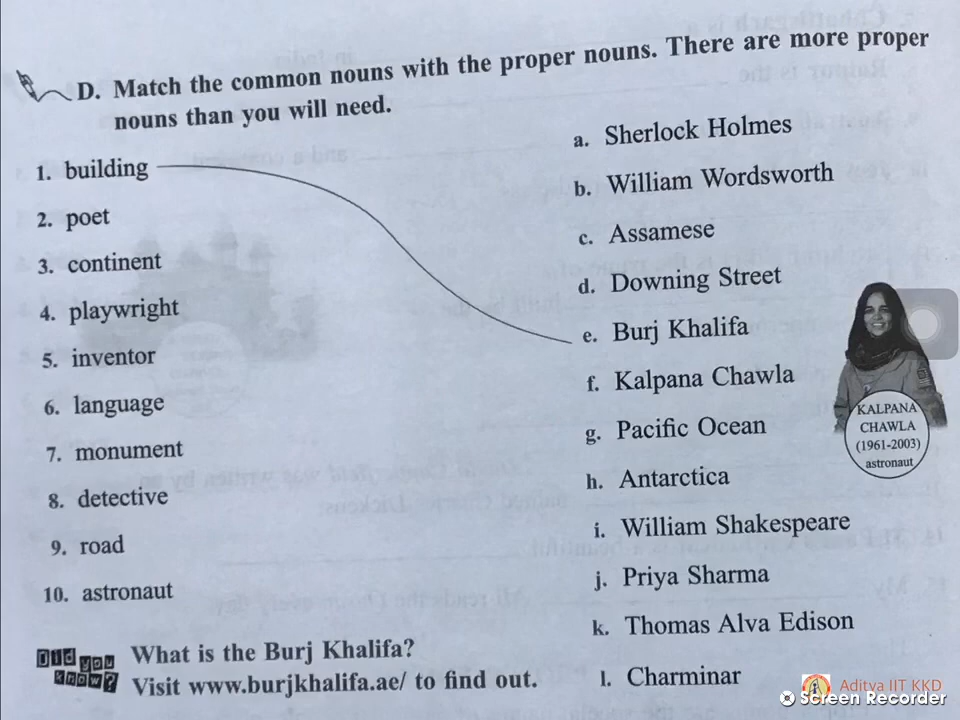 D. Match the common nouns with the proper nouns. There are more proper
nouns than you will need.
1. building
2. poet
3. continent
4. playwright
5. inventor
6. language
7. monument
8. detective
9. road
10. astronaut
a. Sherlock Holmes
b. William Wordsworth
c. Assamese
d. Downing Street
e. Burj Khalifa
f. Kalpana Chawla
g. Pacific Ocean
h. Antarctica
i. William Shakespeare
j. Priya Sharma
k. Thomas Alva Edison
l. Charminar
KALPANA
CHAWLA
(1961-2003)
astronaut
Did you
know?
What is the Burj Khalifa?
Visit www.burjkhalifa.ae/ to find out.
Aditya IIT KKD
Screen Recorder